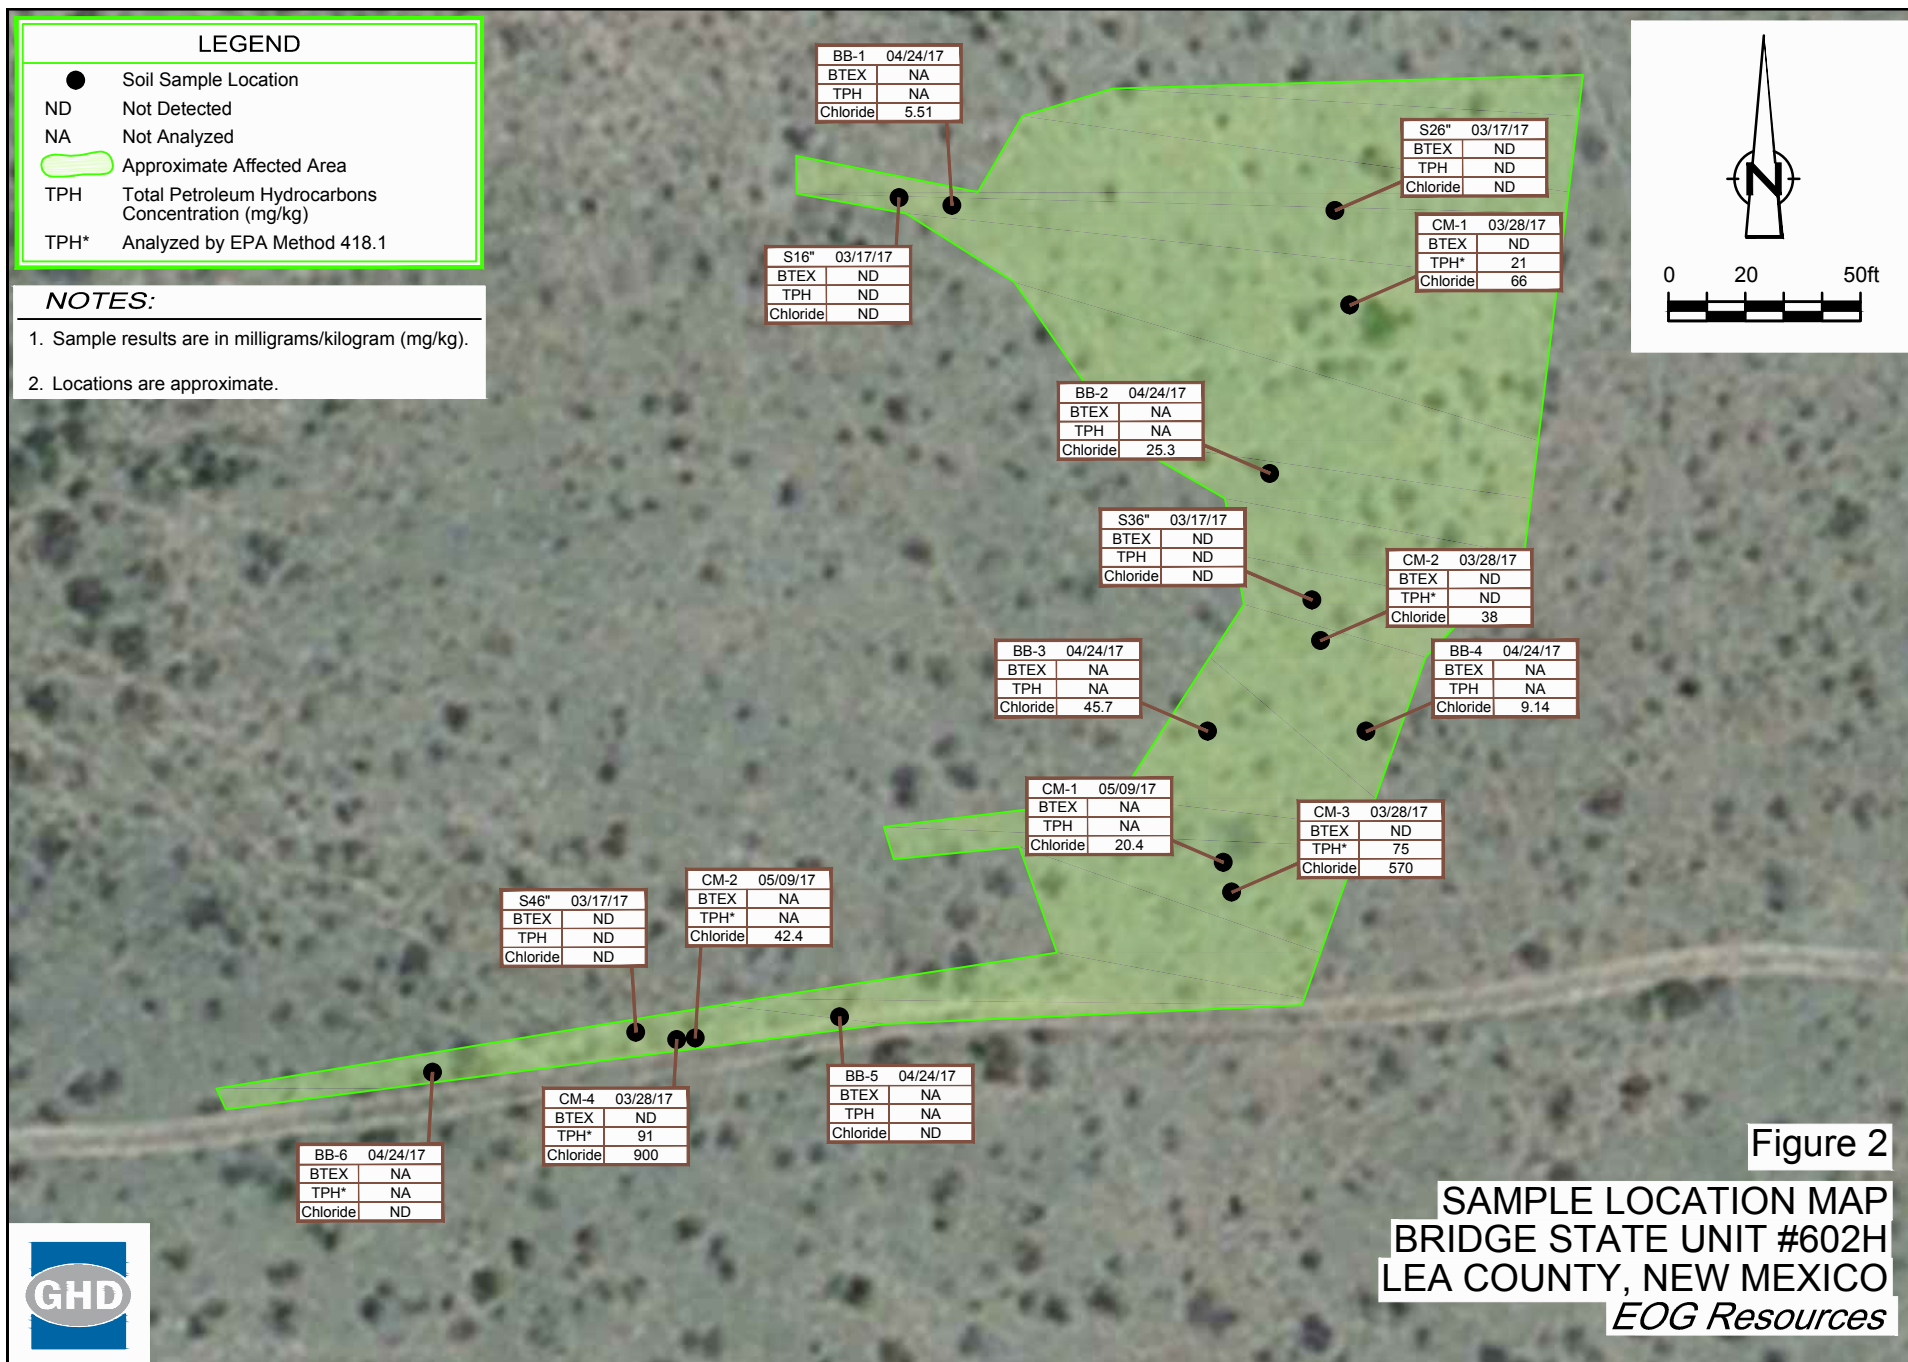 LEGEND
Soil Sample Location
ND Not Detected
NA Not Analyzed
Approximate Affected Area
TPH Total Petroleum Hydrocarbons
Concentration (mg/kg)
TPH* Analyzed by EPA Method 418.1
NOTES:
1. Sample results are in milligrams/kilogram (mg/kg).
2. Locations are approximate.
BB-1 04/24/17
BTEX NA
TPH NA
Chloride 5.51
S26" 03/17/17
BTEX ND
TPH ND
Chloride ND
N
0 20 50ft
S16" 03/17/17
BTEX ND
TPH ND
Chloride ND
CM-1 03/28/17
BTEX ND
TPH* 21
Chloride 66
BB-2 04/24/17
BTEX NA
TPH NA
Chloride 25.3
S36" 03/17/17
BTEX ND
TPH ND
Chloride ND
CM-2 03/28/17
BTEX ND
TPH* ND
Chloride 38
BB-3 04/24/17
BTEX NA
TPH NA
Chloride 45.7
BB-4 04/24/17
BTEX NA
TPH NA
Chloride 9.14
CM-1 05/09/17
BTEX NA
TPH NA
Chloride 20.4
CM-3 03/28/17
BTEX ND
TPH* 75
Chloride 570
S46" 03/17/17
BTEX ND
TPH ND
Chloride ND
CM-2 05/09/17
BTEX NA
TPH* NA
Chloride 42.4
CM-4 03/28/17
BTEX ND
TPH* 91
Chloride 900
BB-5 04/24/17
BTEX NA
TPH NA
Chloride ND
BB-6 04/24/17
BTEX NA
TPH* NA
Chloride ND
Figure 2
SAMPLE LOCATION MAP
BRIDGE STATE UNIT #602H
LEA COUNTY, NEW MEXICO
EOG Resources
GHD